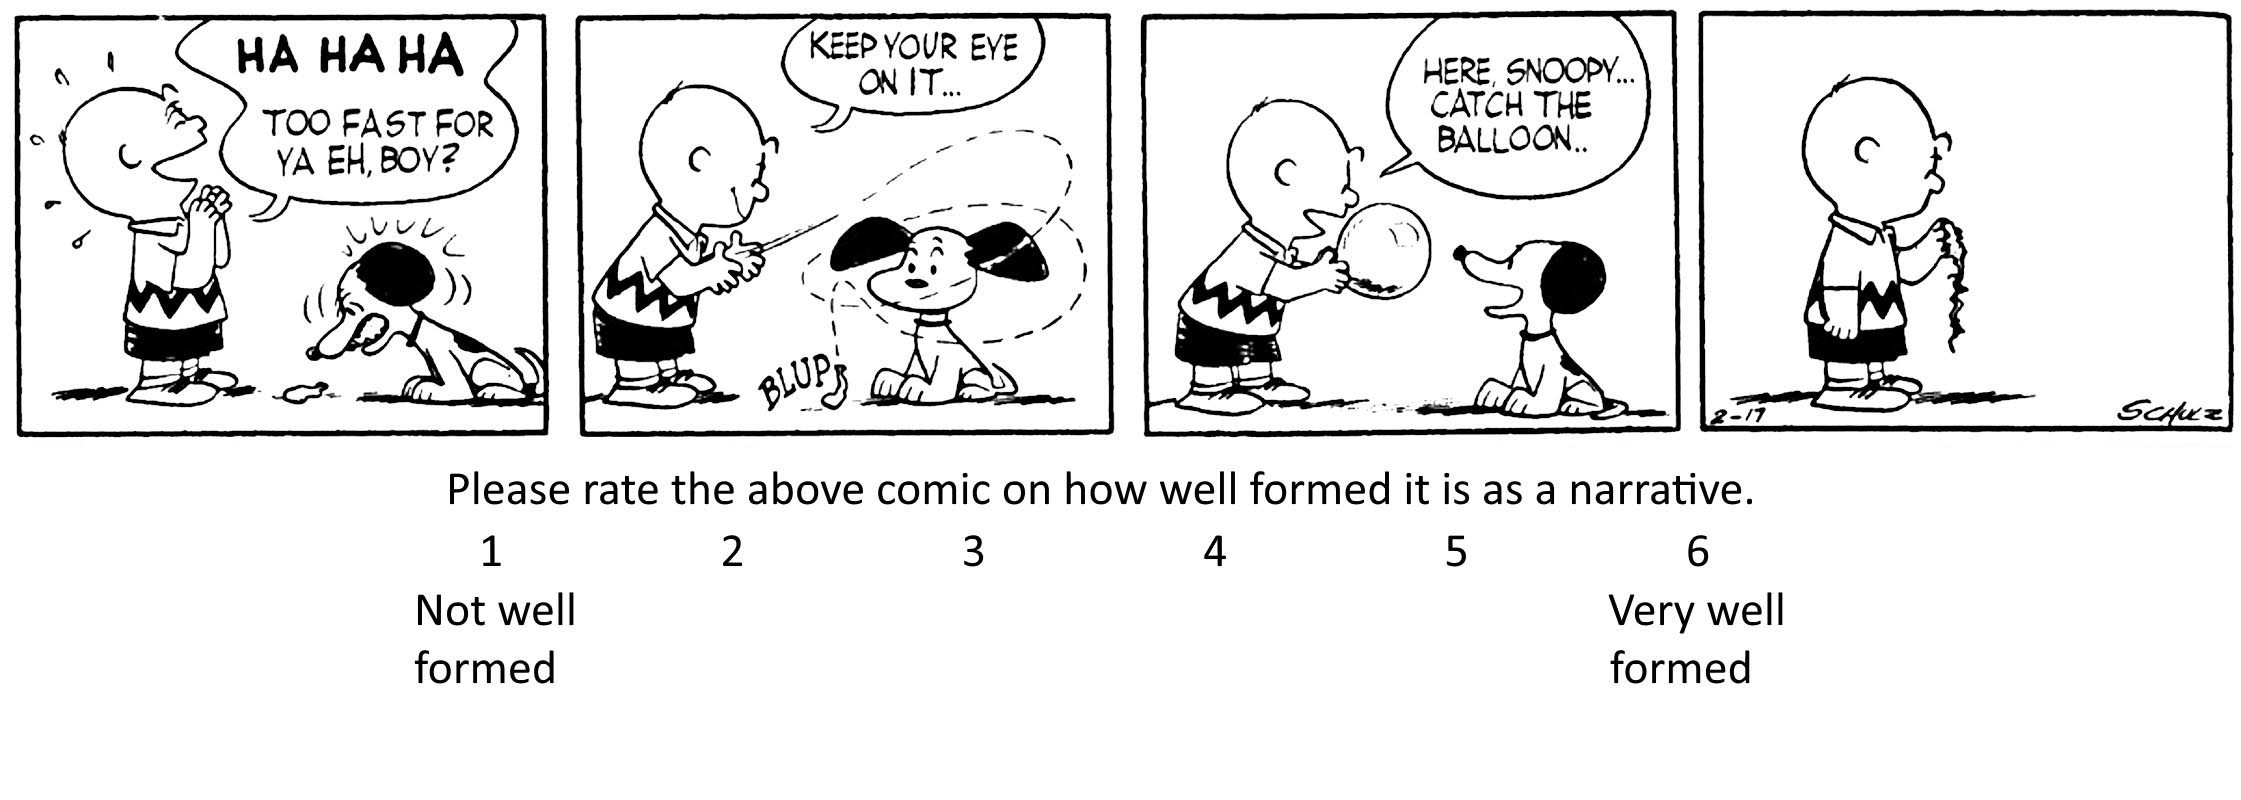 HA HA HA
TOO FAST FOR
YA EH, BOY?
KEEP YOUR EYE
ON IT...
BLUP
HERE, SNOOPY...
CATCH THE
BALLOON..
2-17
SCHULZ
Please rate the above comic on how well formed it is as a narrative.
1 2 3 4 5 6
Not well
formed
Very well
formed